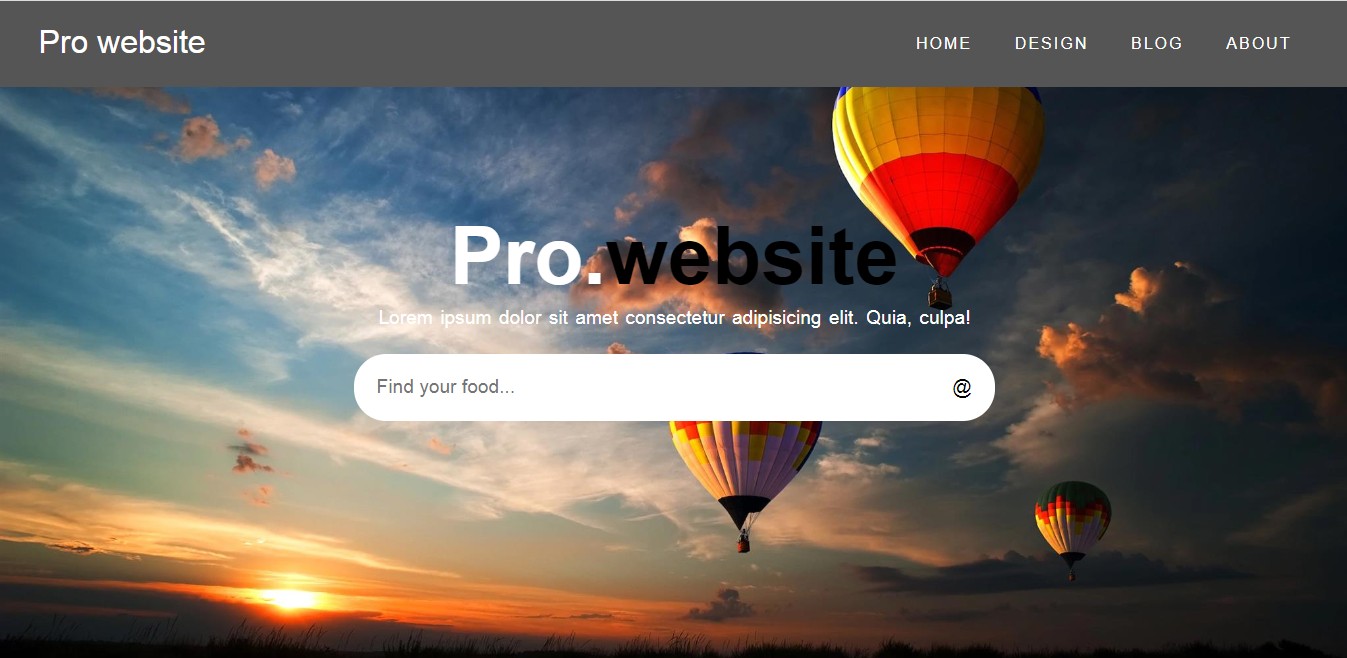 Pro website
HOME DESIGN BLOG ABOUT
Pro.website
Lorem ipsum dolor sit amet consectetur adipisicing elit. Quia, culpa!
Find your food... @